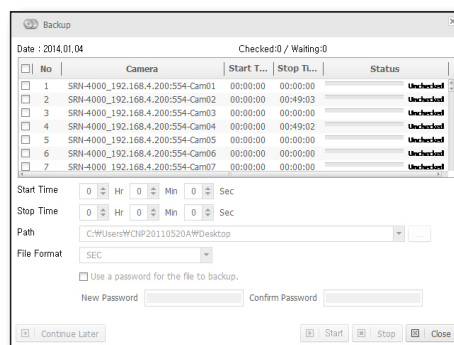 Backup
Date : 2014,01,04 Checked:0 / Waiting:0
No Camera Start T... Stop Ti... Status
1 SRN-4000_192.168.4.200:554-Cam01 00:00:00 00:00:00 Unchecked
2 SRN-4000_192.168.4.200:554-Cam02 00:00:00 00:49:03 Unchecked
3 SRN-4000_192.168.4.200:554-Cam03 00:00:00 00:00:00 Unchecked
4 SRN-4000_192.168.4.200:554-Cam04 00:00:00 00:49:02 Unchecked
5 SRN-4000_192.168.4.200:554-Cam05 00:00:00 00:00:00 Unchecked
6 SRN-4000_192.168.4.200:554-Cam06 00:00:00 00:00:00 Unchecked
7 SRN-4000_192.168.4.200:554-Cam07 00:00:00 00:00:00 Unchecked
Start Time 0 Hr 0 Min 0 Sec
Stop Time 0 Hr 0 Min 0 Sec
Path C:₩Users₩CNP20110520A₩Desktop ...
File Format SEC
Use a password for the file to backup.
New Password Confirm Password
Continue Later Start Stop Close